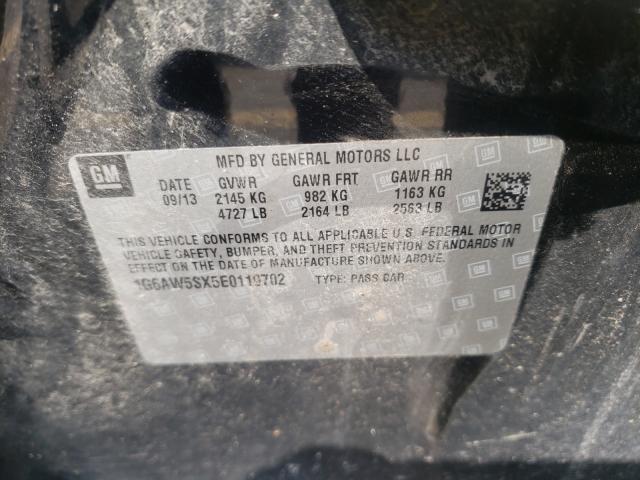 GM
MFD BY GENERAL MOTORS LLC
DATE GVWR GAWR FRT GAWR RR
09/13 2145 KG 982 KG 1163 KG
4727 LB 2164 LB 2563 LB
THIS VEHICLE CONFORMS TO ALL APPLICABLE U.S. FEDERAL MOTOR
VEHICLE SAFETY, BUMPER, AND THEFT PREVENTION STANDARDS IN
EFFECT ON THE DATE OF MANUFACTURE SHOWN ABOVE.
1G6AW5SX5E0119702 TYPE: PASS CAR